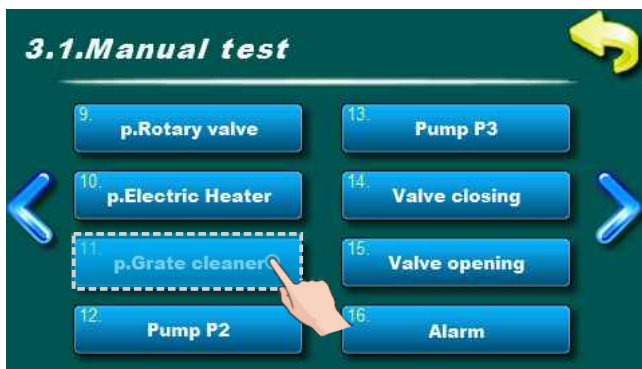 3.1.Manual test
9.
p.Rotary valve
10.
p.Electric Heater
11.
p.Grate cleaner
12.
Pump P2
13.
Pump P3
14.
Valve closing
15.
Valve opening
16.
Alarm